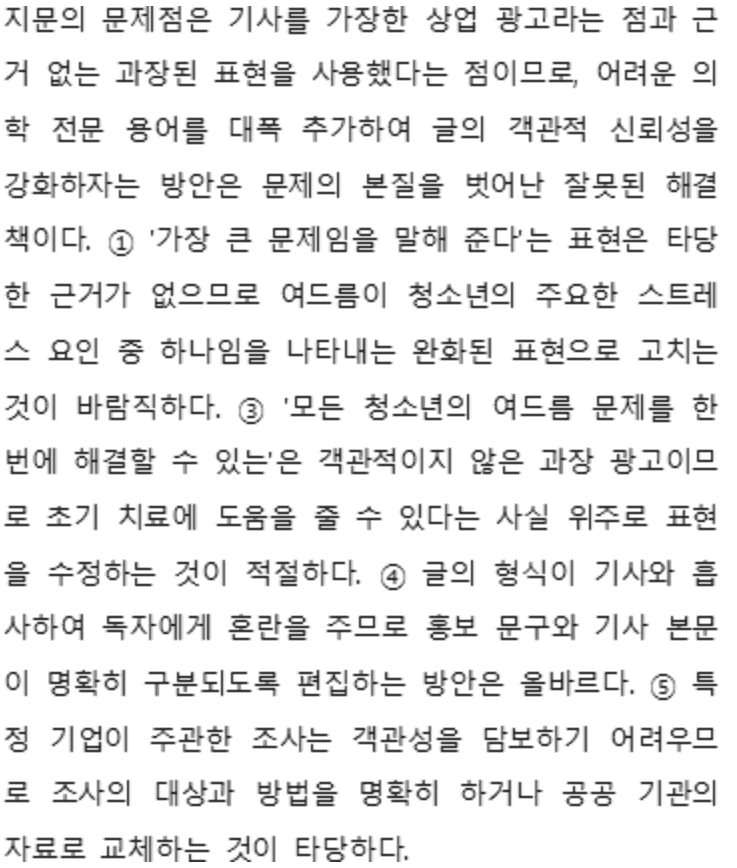 지문의 문제점은 기사를 가장한 상업 광고라는 점과 근
거 없는 과장된 표현을 사용했다는 점이므로, 어려운 의
학 전문 용어를 대폭 추가하여 글의 객관적 신뢰성을
강화하자는 방안은 문제의 본질을 벗어난 잘못된 해결
책이다. ① '가장 큰 문제임을 말해 준다'는 표현은 타당
한 근거가 없으므로 여드름이 청소년의 주요한 스트레
스 요인 중 하나임을 나타내는 완화된 표현으로 고치는
것이 바람직하다. ③ '모든 청소년의 여드름 문제를 한
번에 해결할 수 있는'은 객관적이지 않은 과장 광고이므
로 초기 치료에 도움을 줄 수 있다는 사실 위주로 표현
을 수정하는 것이 적절하다. ④ 글의 형식이 기사와 흡
사하여 독자에게 혼란을 주므로 홍보 문구와 기사 본문
이 명확히 구분되도록 편집하는 방안은 올바르다. ⑤ 특
정 기업이 주관한 조사는 객관성을 담보하기 어려우므
로 조사의 대상과 방법을 명확히 하거나 공공 기관의
자료로 교체하는 것이 타당하다.